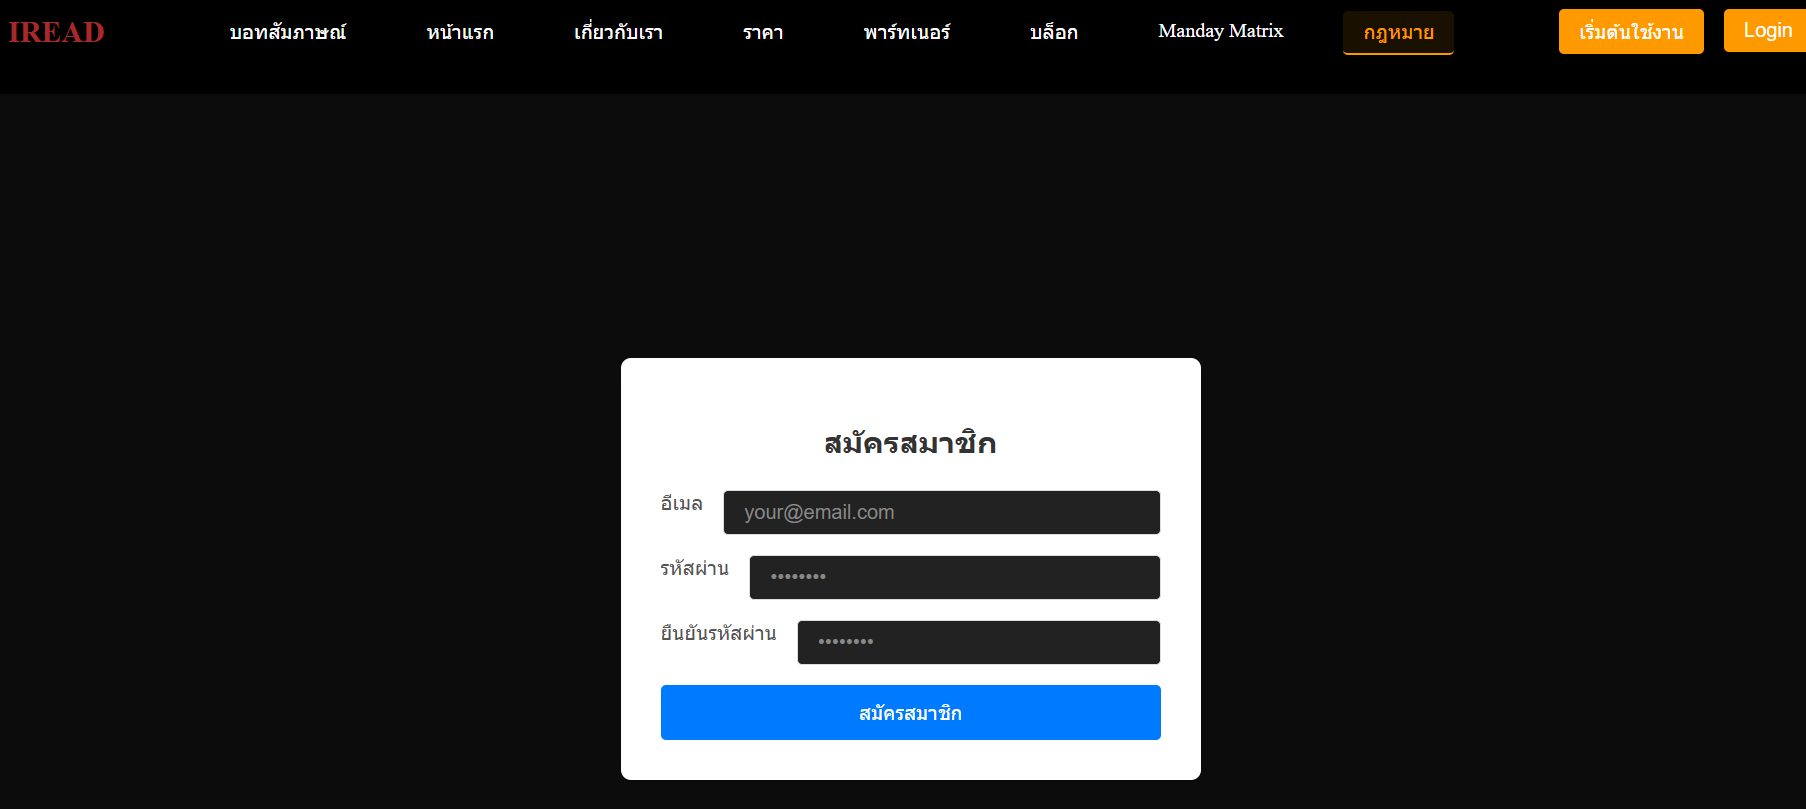 IREAD
บอทสัมภาษณ์
หน้าแรก
เกี่ยวกับเรา
ราคา
พาร์ทเนอร์
บล็อก
Manday Matrix
กฎหมาย
เริ่มต้นใช้งาน
Login
สมัครสมาชิก
อีเมล
your@email.com
รหัสผ่าน
••••••••
ยืนยันรหัสผ่าน
••••••••
สมัครสมาชิก